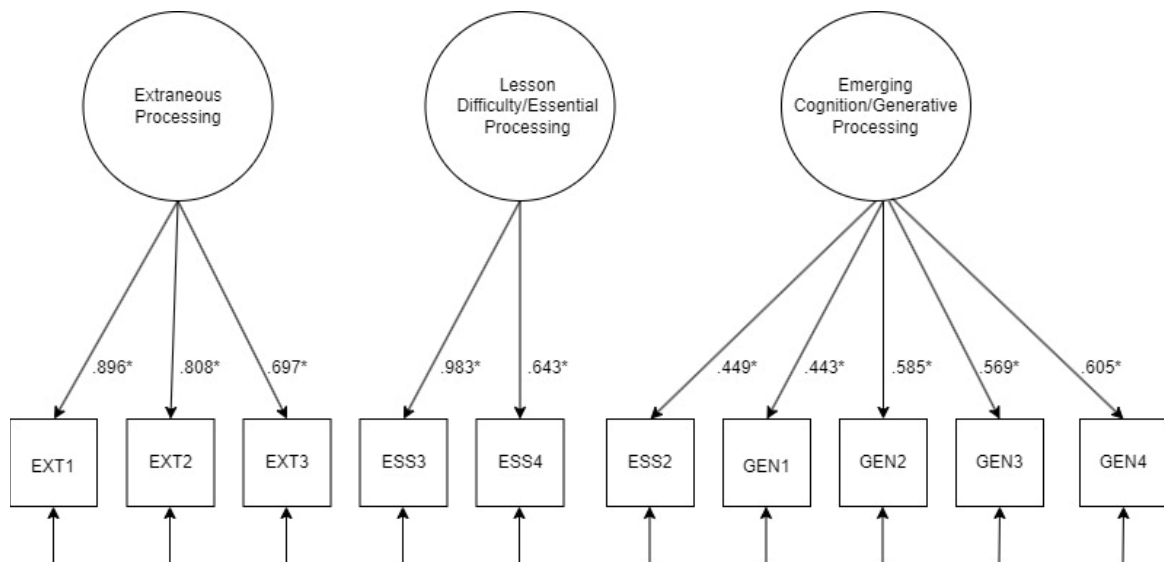 Extraneous
Processing
Lesson
Difficulty/Essential
Processing
Emerging
Cognition/Generative
Processing
.896*
.808*
.697*
.983*
.643*
.449*
.443*
.585*
.569*
.605*
EXT1
EXT2
EXT3
ESS3
ESS4
ESS2
GEN1
GEN2
GEN3
GEN4